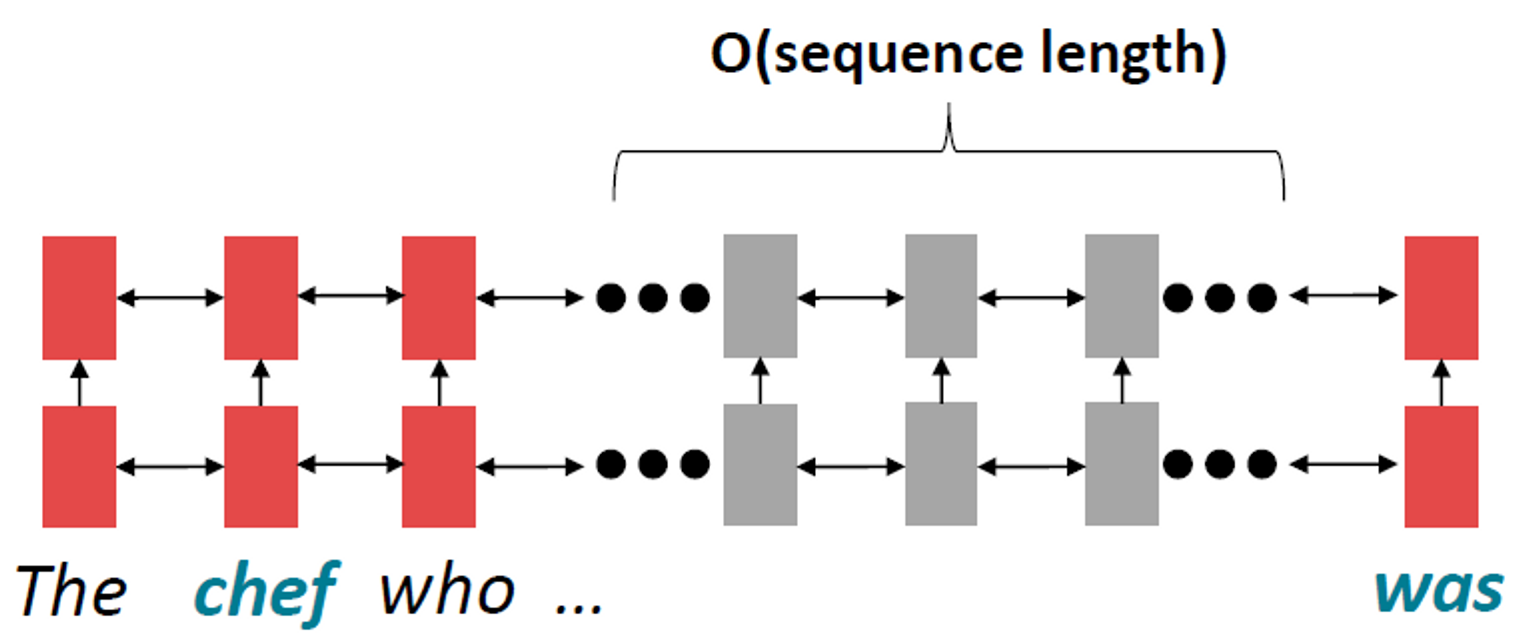 O(sequence length)
The chef who ... was